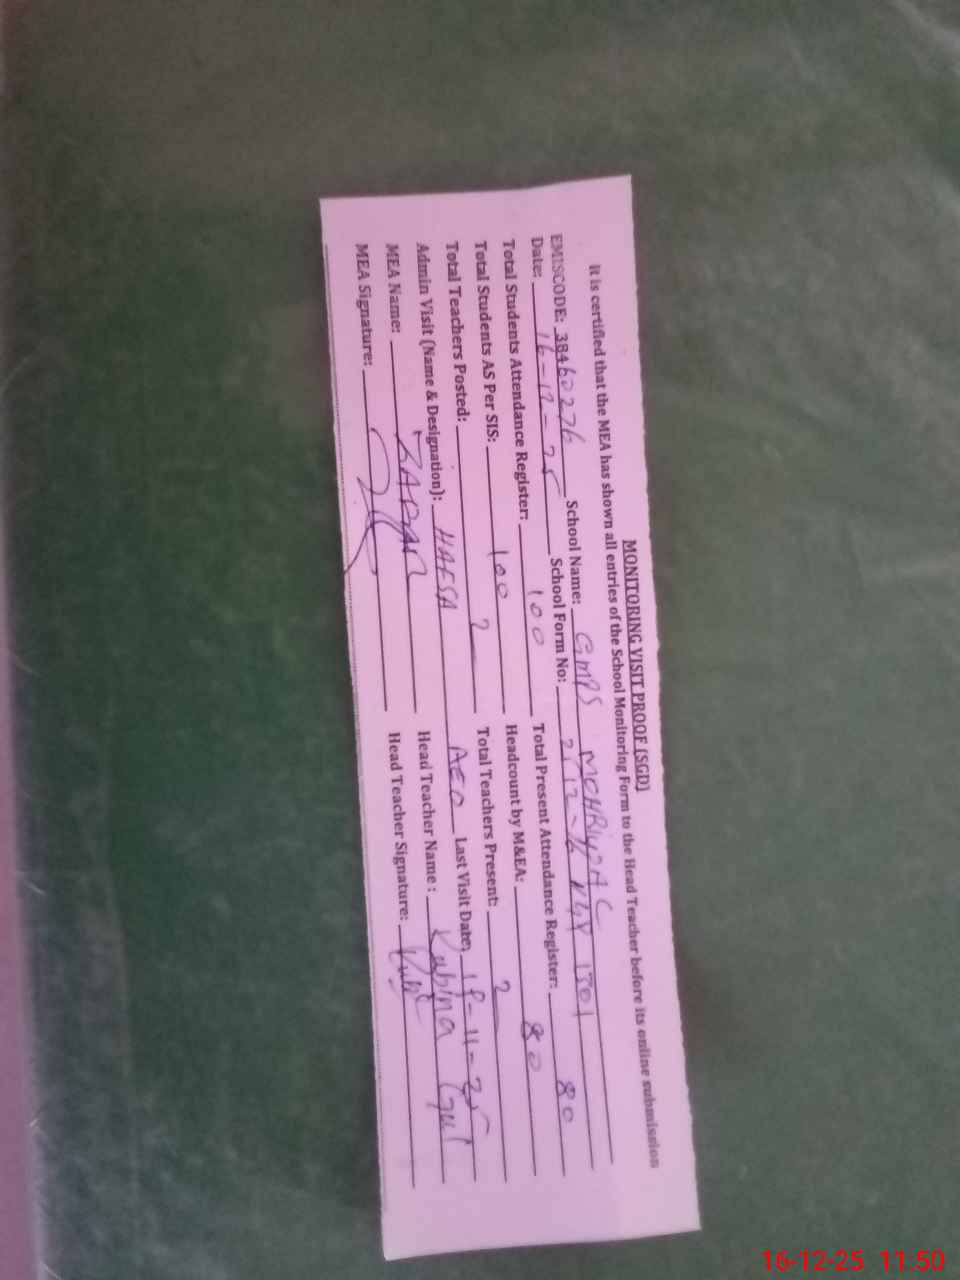 MONITORING VISIT PROOF (SGD)
It is certified that the MEA has shown all entries of the School Monitoring Form to the Head Teacher before its online submission
EMISCODE: 38460276 School Name: GMPS
Date: 16-12-25 School Form No:
Total Students Attendance Register: 100 Total Present Attendance Register: 80
Total Students AS Per SIS: 100 Headcount by M&EA: 80
Total Teachers Posted: 2 Total Teachers Present: 2
Admin Visit (Name & Designation): HAFSA AEO Last Visit Date:
MEA Name: Head Teacher Name: Rubina Gul
MEA Signature: Head Teacher Signature:
16-12-25 11:50